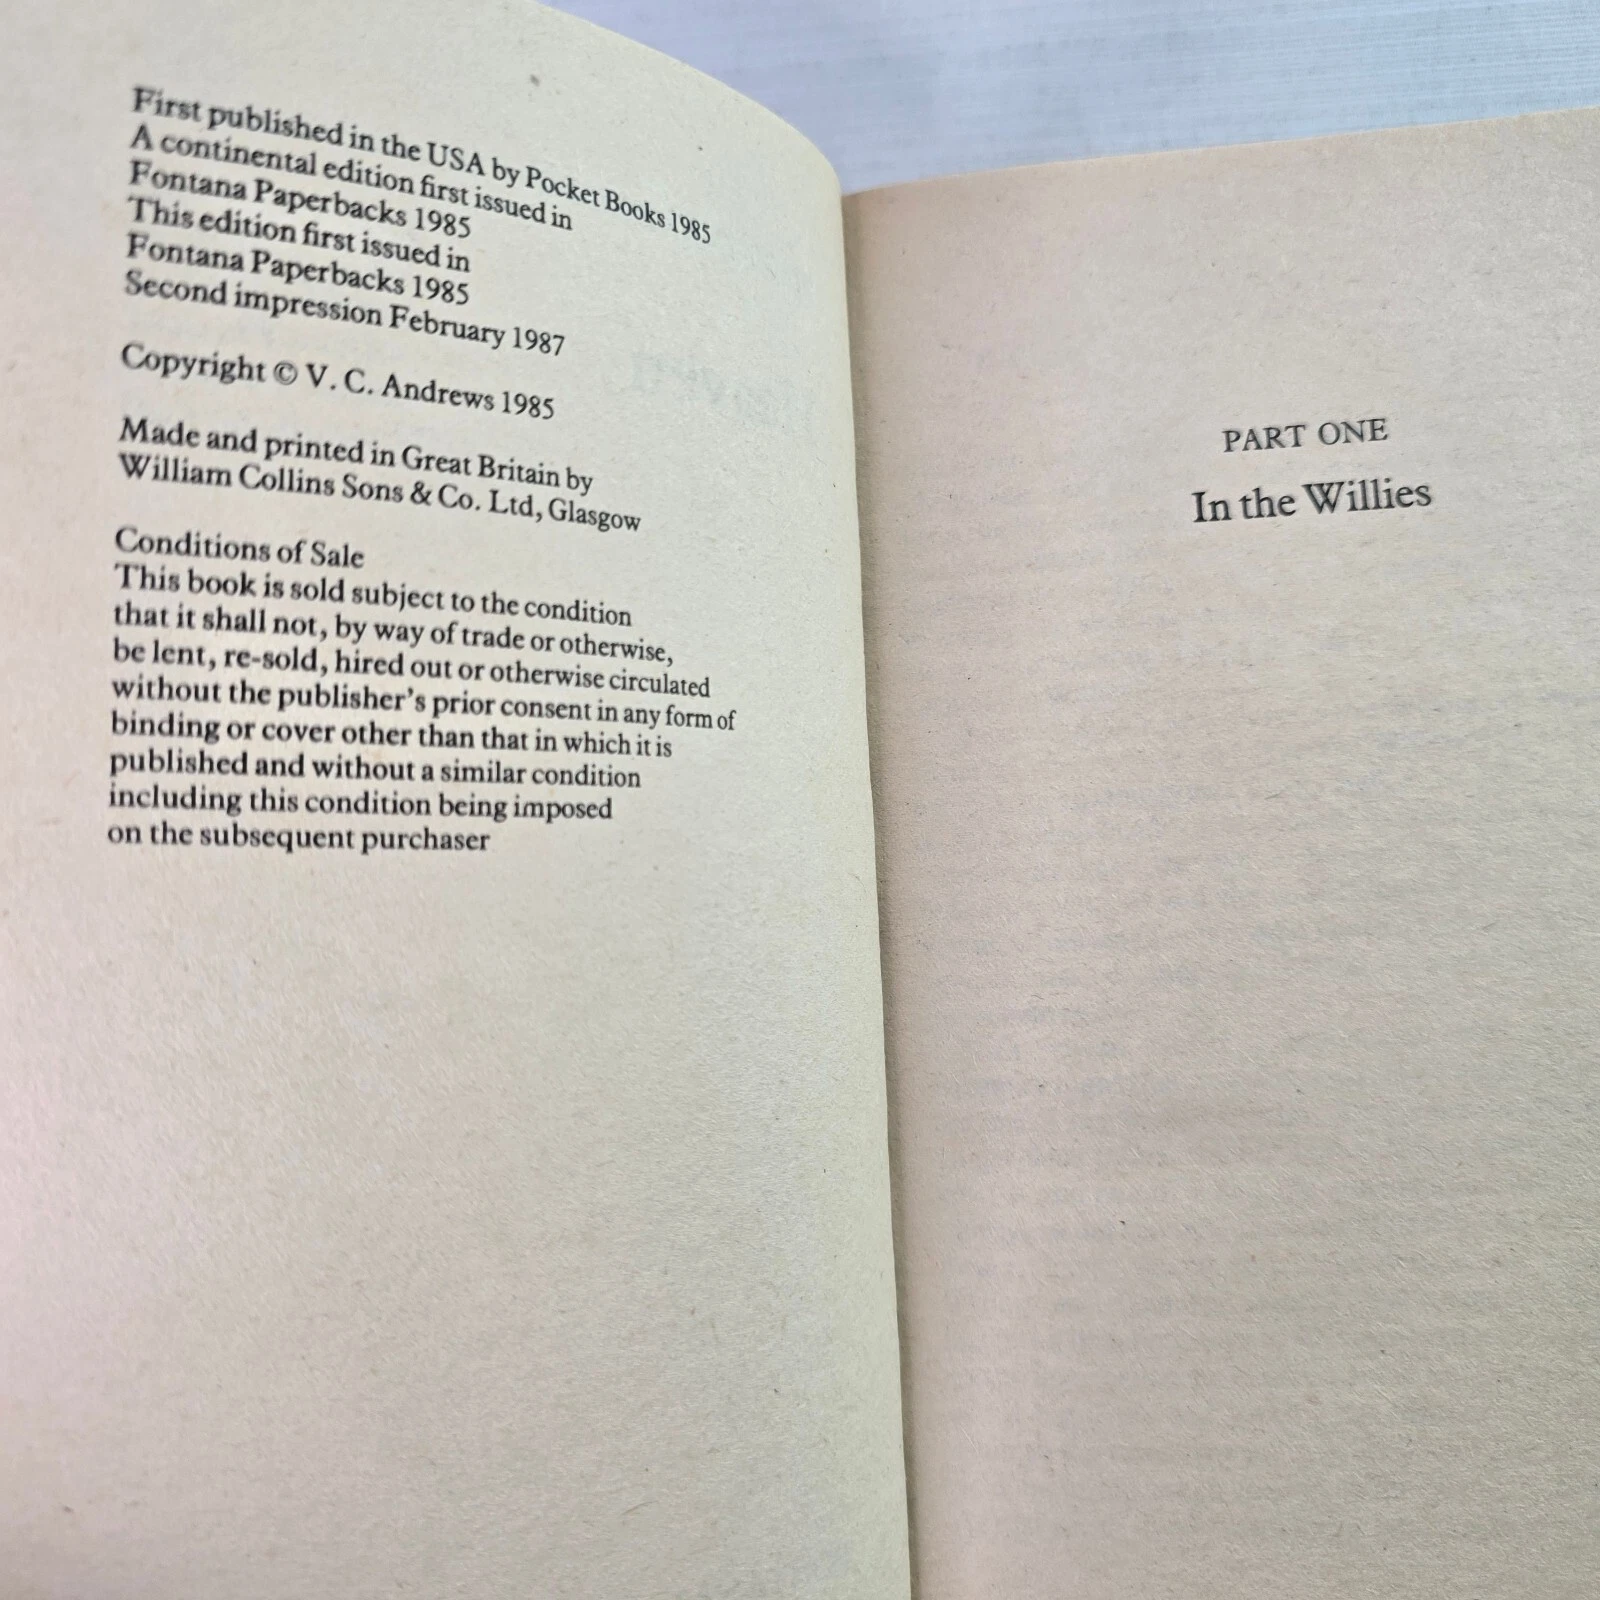 First published in the USA by Pocket Books 1985
A continental edition first issued in
Fontana Paperbacks 1985
This edition first issued in
Fontana Paperbacks 1985
Second impression February 1987
Copyright © V. C. Andrews 1985
Made and printed in Great Britain by
William Collins Sons & Co. Ltd, Glasgow
Conditions of Sale
This book is sold subject to the condition
that it shall not, by way of trade or otherwise,
be lent, re-sold, hired out or otherwise circulated
without the publisher's prior consent in any form of
binding or cover other than that in which it is
published and without a similar condition
including this condition being imposed
on the subsequent purchaser
PART ONE
In the Willies